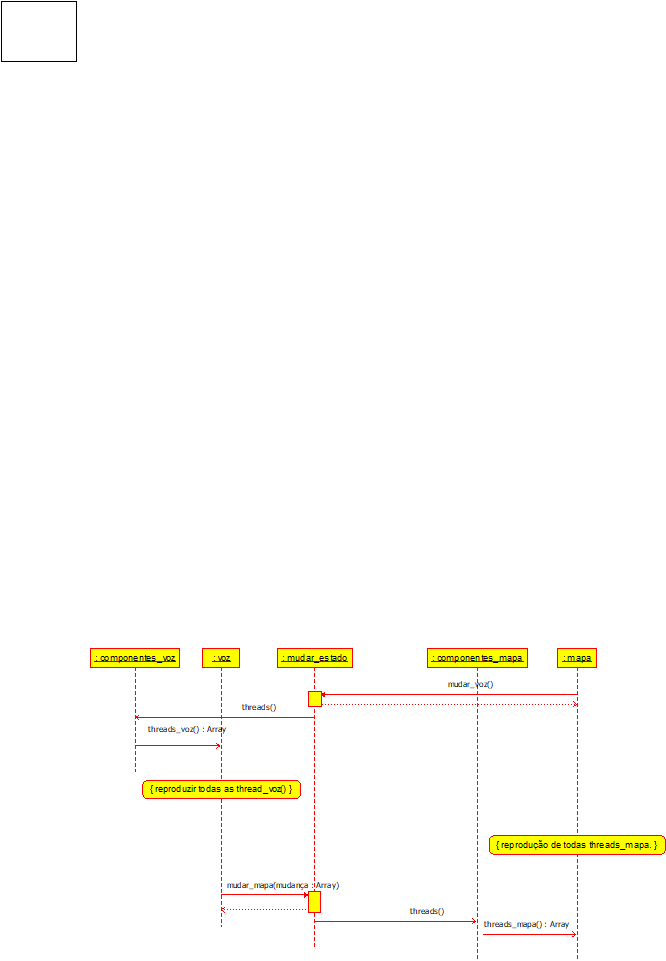 : componentes_voz
: voz
: mudar_estado
: componentes_mapa
: mapa
mudar_voz()
threads()
threads_voz() : Array
{ reproduzir todas as thread_voz() }
{ reprodução de todas threads_mapa. }
mudar_mapa(mudança : Array)
threads()
threads_mapa() : Array